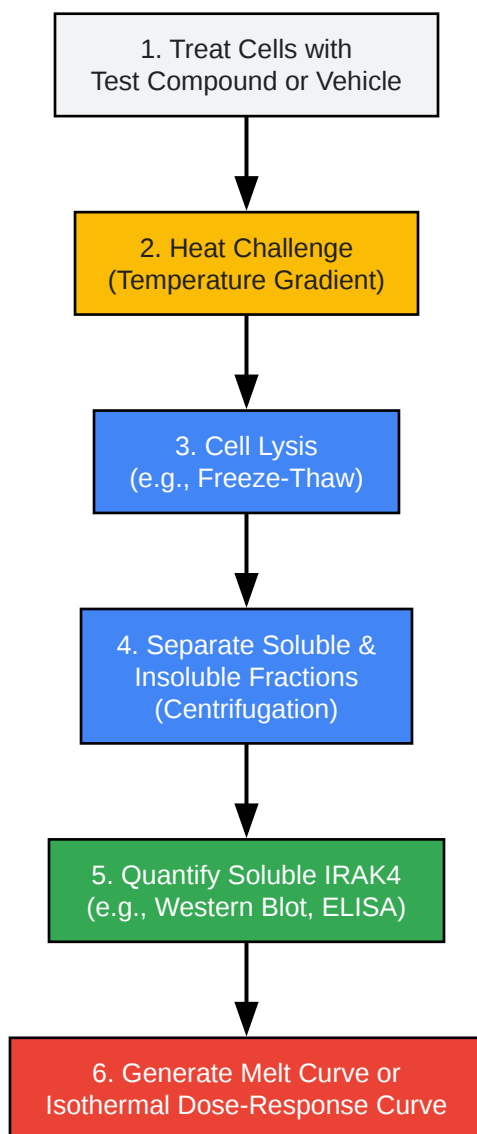 1. Treat Cells with
Test Compound or Vehicle
2. Heat Challenge
(Temperature Gradient)
3. Cell Lysis
(e.g., Freeze-Thaw)
4. Separate Soluble &
Insoluble Fractions
(Centrifugation)
5. Quantify Soluble IRAK4
(e.g., Western Blot, ELISA)
6. Generate Melt Curve or
Isothermal Dose-Response Curve